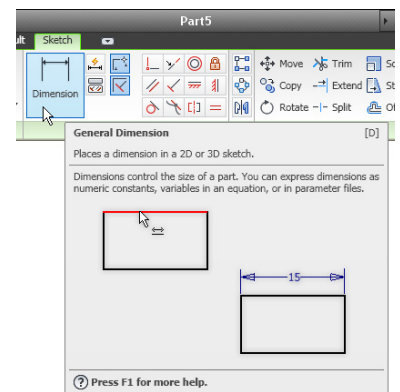 Part5
Sketch
Move Trim
Dimension
Copy Extend
Rotate Split
General Dimension [D]
Places a dimension in a 2D or 3D sketch.
Dimensions control the size of a part. You can express dimensions as
numeric constants, variables in an equation, or in parameter files.
15
Press F1 for more help.